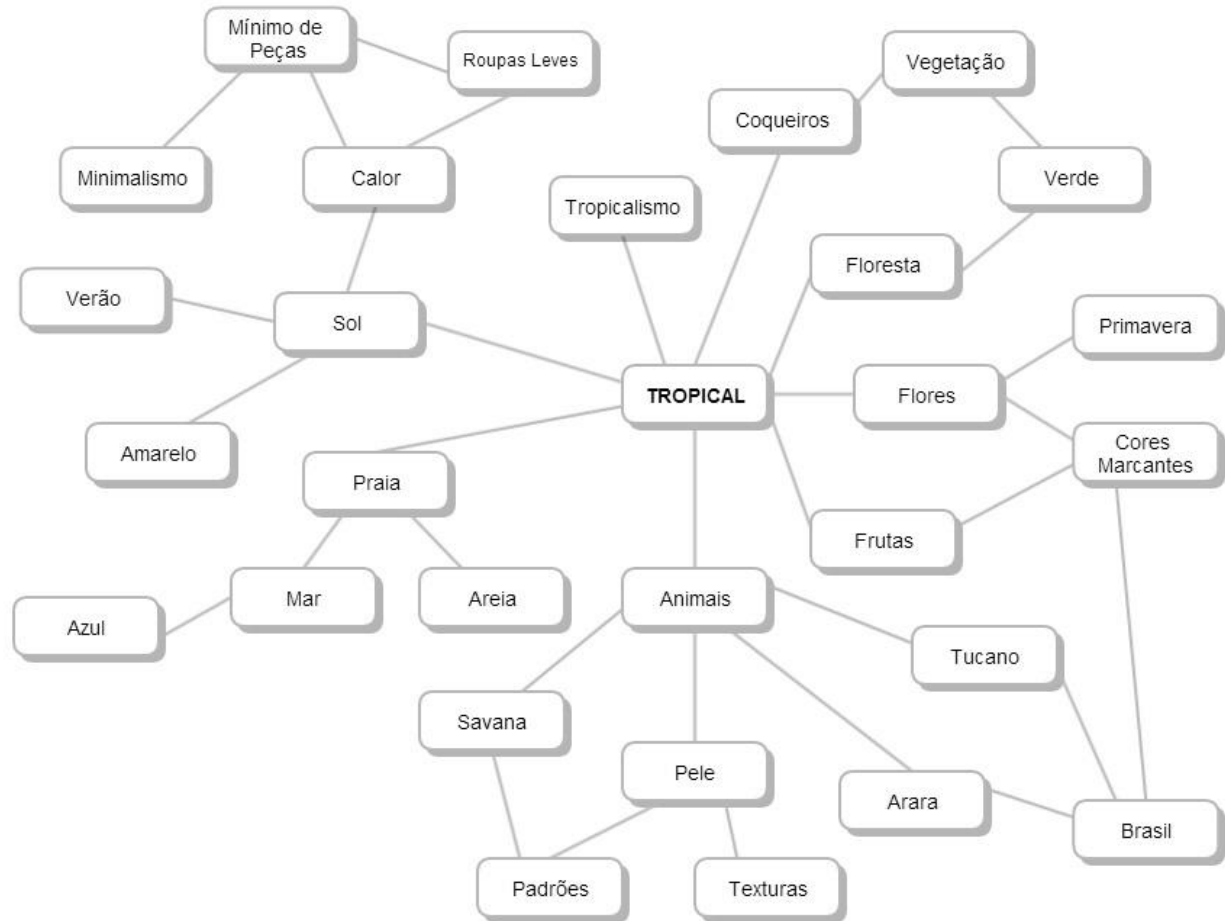 Mínimo de
Peças
Roupas Leves
Vegetação
Coqueiros
Minimalismo
Calor
Verde
Tropicalismo
Floresta
Verão
Sol
Primavera
TROPICAL
Flores
Amarelo
Cores
Marcantes
Praia
Frutas
Mar
Areia
Animais
Azul
Tucano
Savana
Pele
Arara
Brasil
Padrões
Texturas